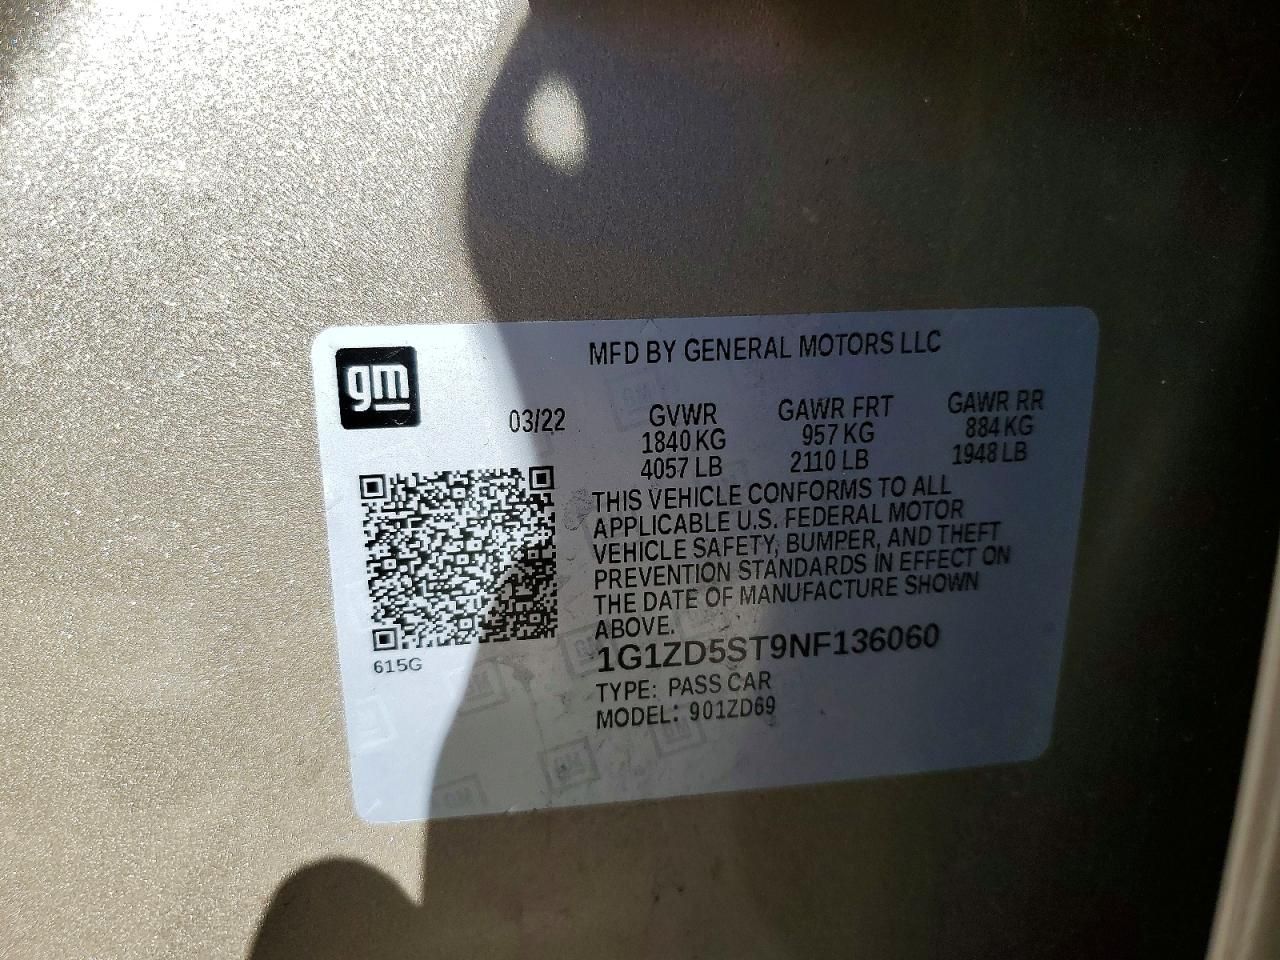 gm
MFD BY GENERAL MOTORS LLC
03/22 GVWR GAWR FRT GAWR RR
1840 KG 957 KG 884 KG
4057 LB 2110 LB 1948 LB
THIS VEHICLE CONFORMS TO ALL
APPLICABLE U.S. FEDERAL MOTOR
VEHICLE SAFETY, BUMPER, AND THEFT
PREVENTION STANDARDS IN EFFECT ON
THE DATE OF MANUFACTURE SHOWN
ABOVE.
615G
1G1ZD5ST9NF136060
TYPE: PASS CAR
MODEL: 901ZD69